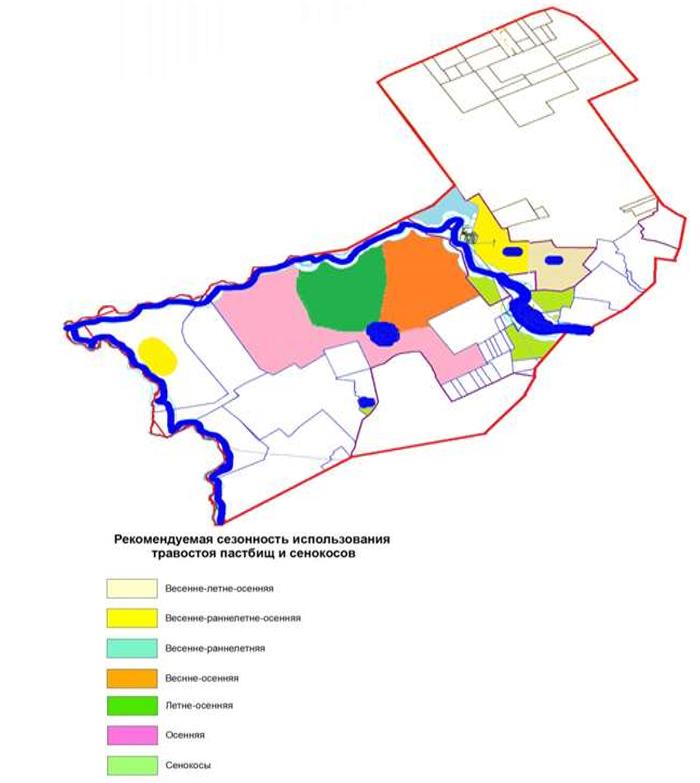 Рекомендуемая сезонность использования
травостоя пастбищ и сенокосов
Весенне-летне-осенняя
Весенне-раннелетне-осенняя
Весенне-раннелетняя
Веснне-осенняя
Летне-осенняя
Осенняя
Сенокосы